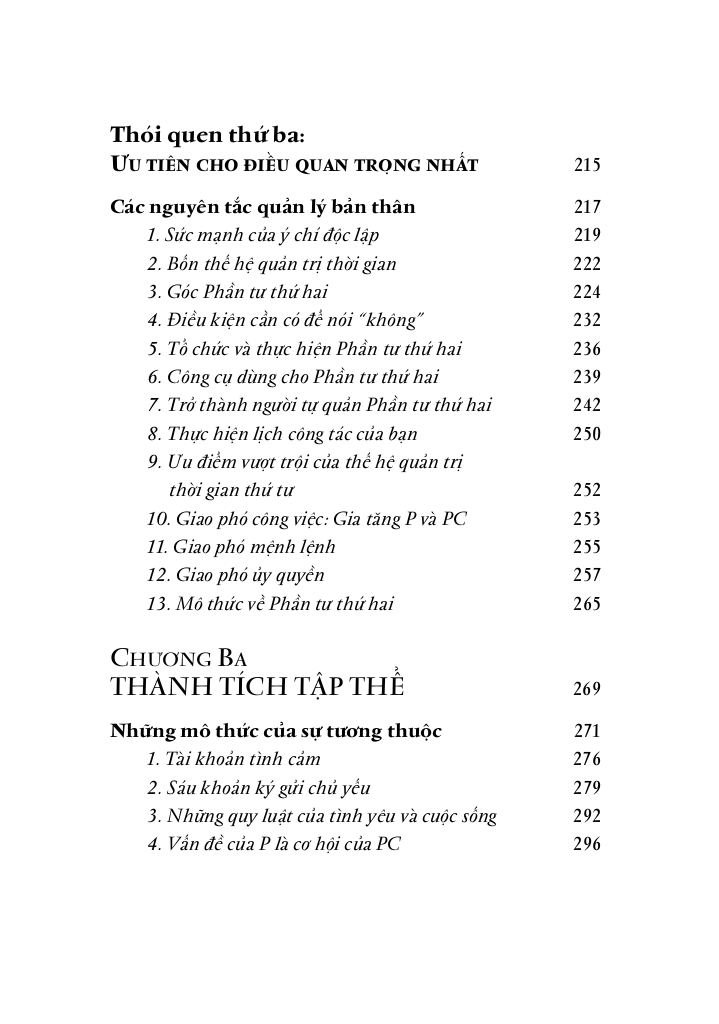 Thói quen thứ ba:
ƯU TIÊN CHO ĐIỀU QUAN TRỌNG NHẤT 215
Các nguyên tắc quản lý bản thân 217
1. Sức mạnh của ý chí độc lập 219
2. Bốn thế hệ quản trị thời gian 222
3. Góc Phần tư thứ hai 224
4. Điều kiện cần có để nói “không” 232
5. Tổ chức và thực hiện Phần tư thứ hai 236
6. Công cụ dùng cho Phần tư thứ hai 239
7. Trở thành người tự quản Phần tư thứ hai 242
8. Thực hiện lịch công tác của bạn 250
9. Ưu điểm vượt trội của thế hệ quản trị
thời gian thứ tư 252
10. Giao phó công việc: Gia tăng P và PC 253
11. Giao phó mệnh lệnh 255
12. Giao phó ủy quyền 257
13. Mô thức về Phần tư thứ hai 265
CHƯƠNG BA
THÀNH TÍCH TẬP THỂ 269
Những mô thức của sự tương thuộc 271
1. Tài khoản tình cảm 276
2. Sáu khoản ký gửi chủ yếu 279
3. Những quy luật của tình yêu và cuộc sống 292
4. Vấn đề của P là cơ hội của PC 296